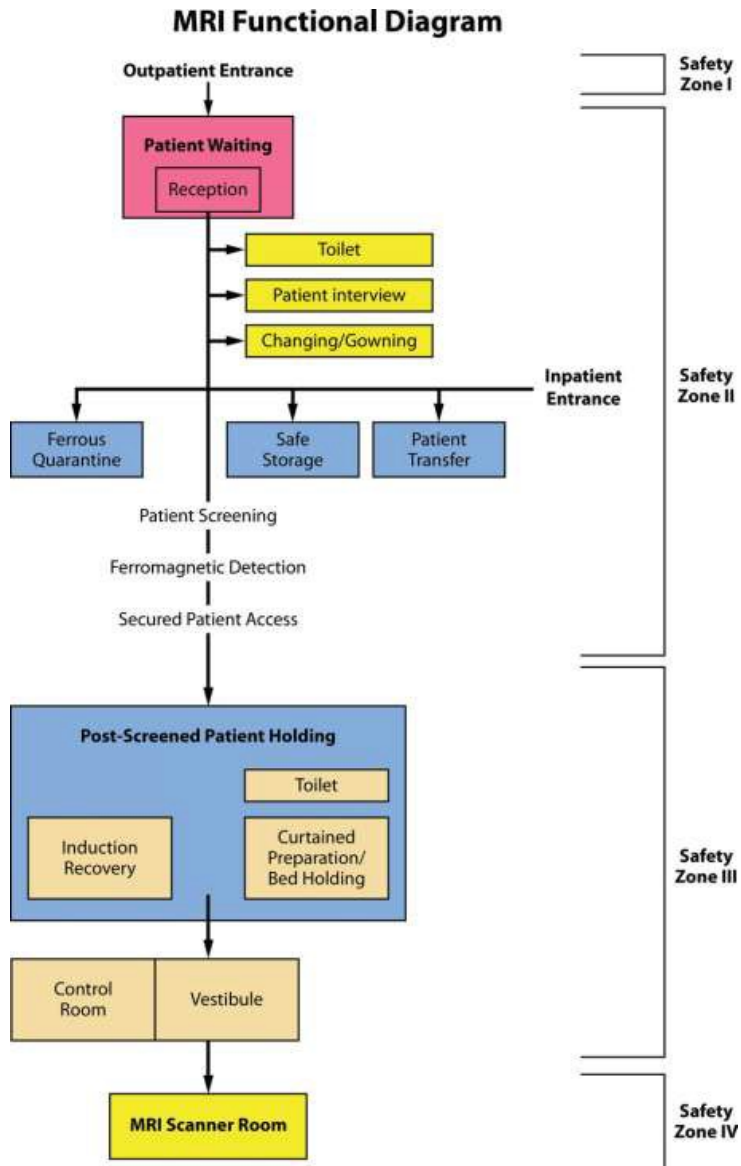 MRI Functional Diagram
Outpatient Entrance
Safety
Zone I
Patient Waiting
Reception
Toilet
Patient interview
Changing/Gowning
Inpatient
Entrance
Safety
Zone II
Ferrous
Quarantine
Safe
Storage
Patient
Transfer
Patient Screening
Ferromagnetic Detection
Secured Patient Access
Post-Screened Patient Holding
Toilet
Induction
Recovery
Curtained
Preparation/
Bed Holding
Safety
Zone III
Control
Room
Vestibule
MRI Scanner Room
Safety
Zone IV